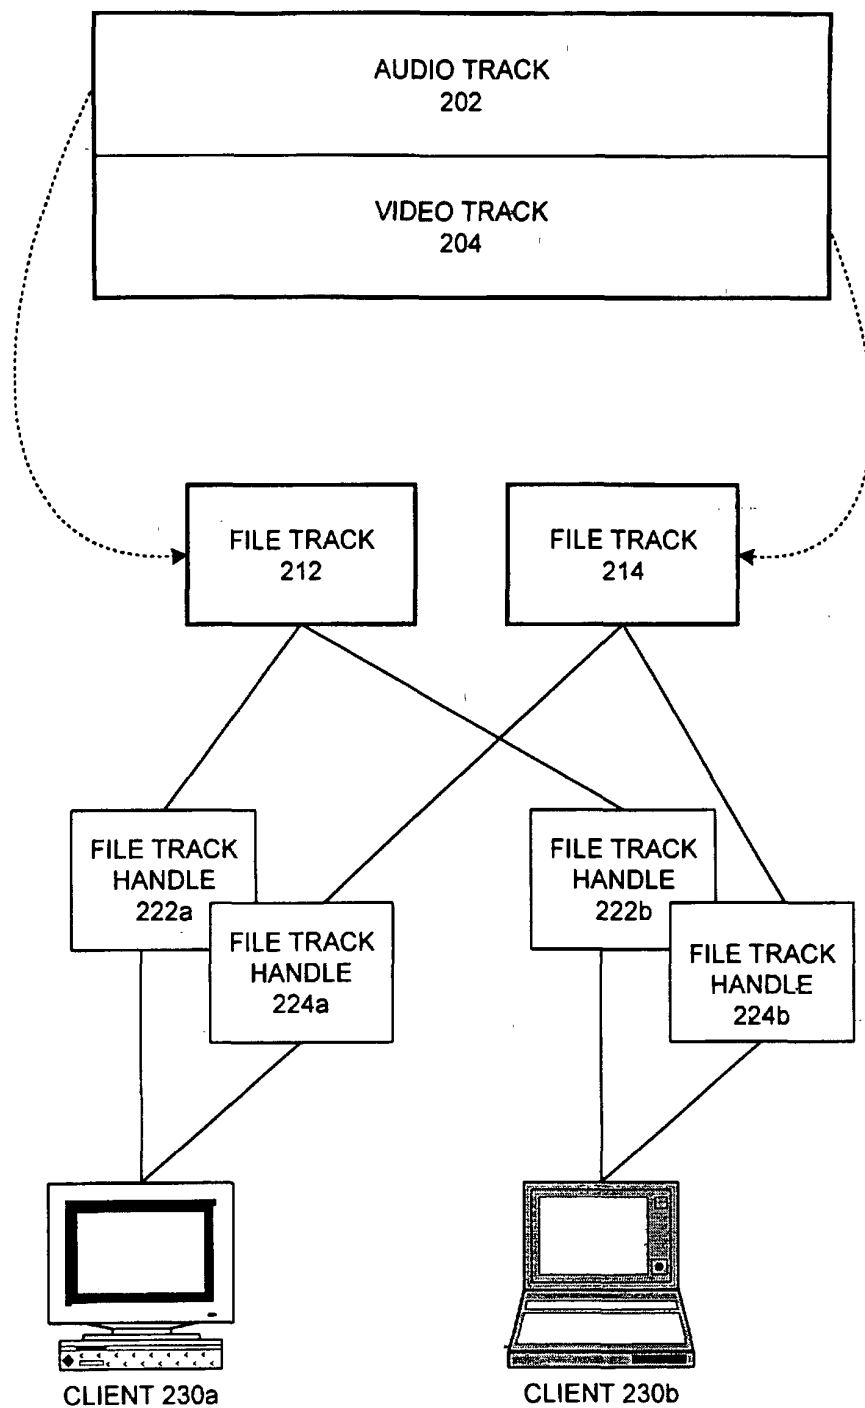 AUDIO TRACK
202
VIDEO TRACK
204
FILE TRACK
212
FILE TRACK
214
FILE TRACK
HANDLE
222a
FILE TRACK
HANDLE
224a
FILE TRACK
HANDLE
222b
FILE TRACK
HANDLE
224b
CLIENT 230a
CLIENT 230b